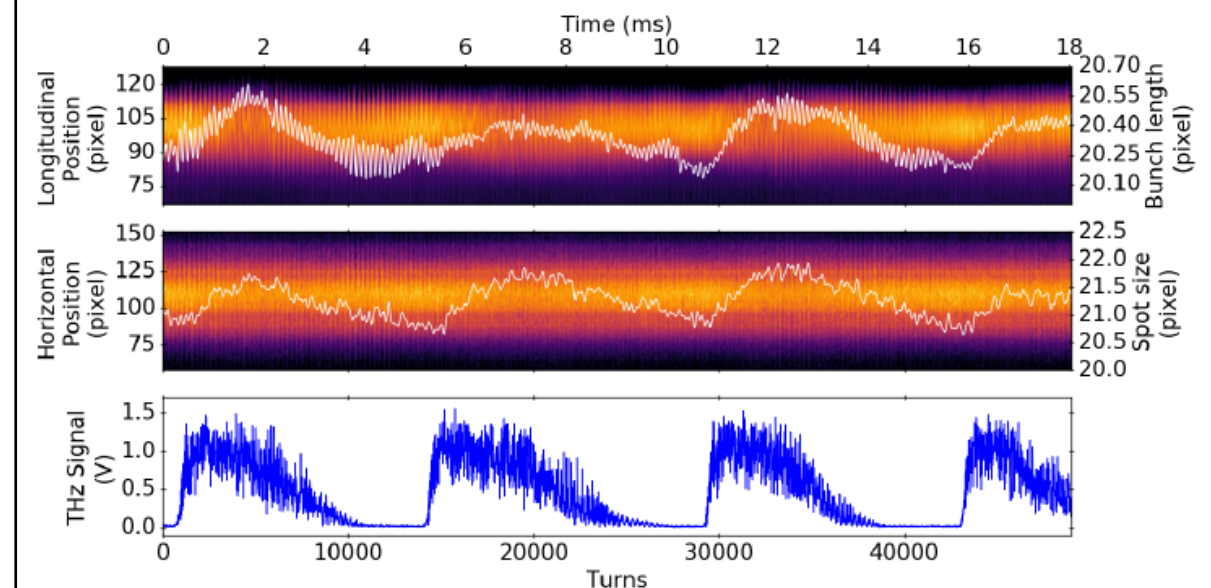 Time (ms)
0 2 4 6 8 10 12 14 16 18
Longitudinal
Position
(pixel)
120
105
90
75
20.70
20.55
20.40
20.25
20.10
Bunch length
(pixel)
Horizontal
Position
(pixel)
150
125
100
75
22.5
22.0
21.5
21.0
20.5
20.0
Spot size
(pixel)
THz Signal
(V)
1.5
1.0
0.5
0.0
0 10000 20000 30000 40000
Turns